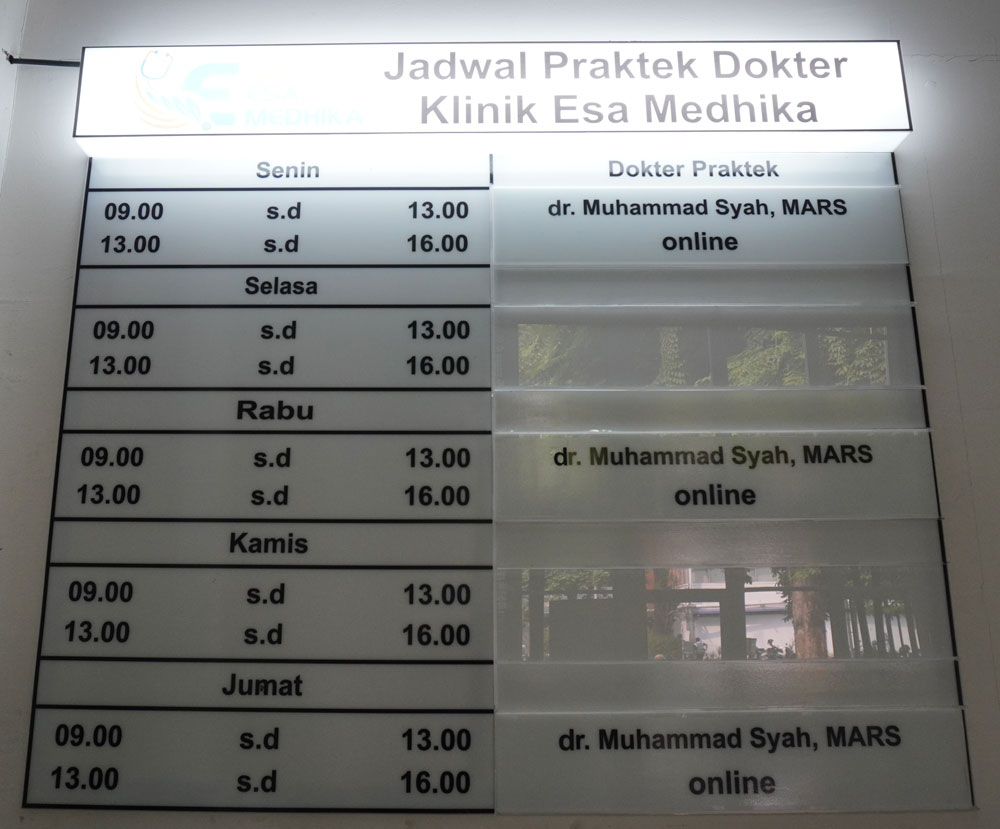 ESA
MEDHIKA
Jadwal Praktek Dokter
Klinik Esa Medhika
Senin Dokter Praktek
09.00 s.d 13.00 dr. Muhammad Syah, MARS
13.00 s.d 16.00 online
Selasa
09.00 s.d 13.00
13.00 s.d 16.00
Rabu
09.00 s.d 13.00 dr. Muhammad Syah, MARS
13.00 s.d 16.00 online
Kamis
09.00 s.d 13.00
13.00 s.d 16.00
Jumat
09.00 s.d 13.00 dr. Muhammad Syah, MARS
13.00 s.d 16.00 online